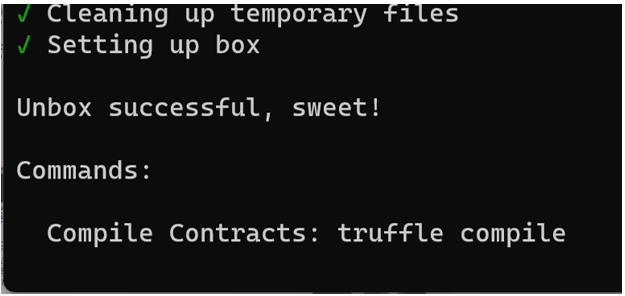 ✓ Cleaning up temporary files
✓ Setting up box
Unbox successful, sweet!
Commands:
Compile Contracts: truffle compile